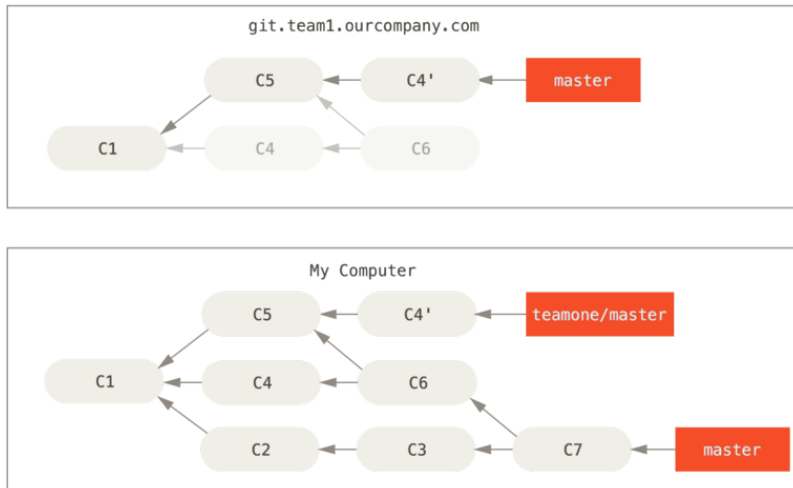 git.team1.ourcompany.com
C5 C4' master
C1 C4 C6
My Computer
C5 C4' teamone/master
C1 C4 C6
C2 C3 C7 master